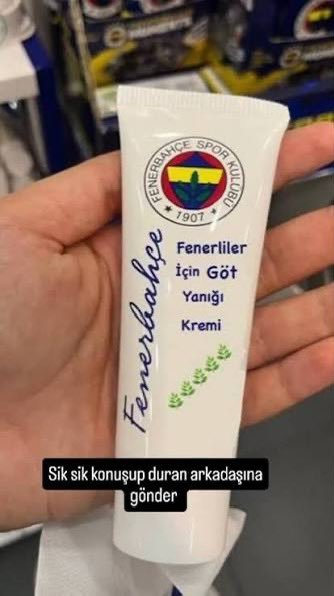 FENERBAHÇE SPOR KULÜBÜ
★ 1907 ★
Fenerbahçe
Fenerliler
İçin Göt
Yanığı
Kremi
Sik sik konuşup duran arkadaşına
gönder